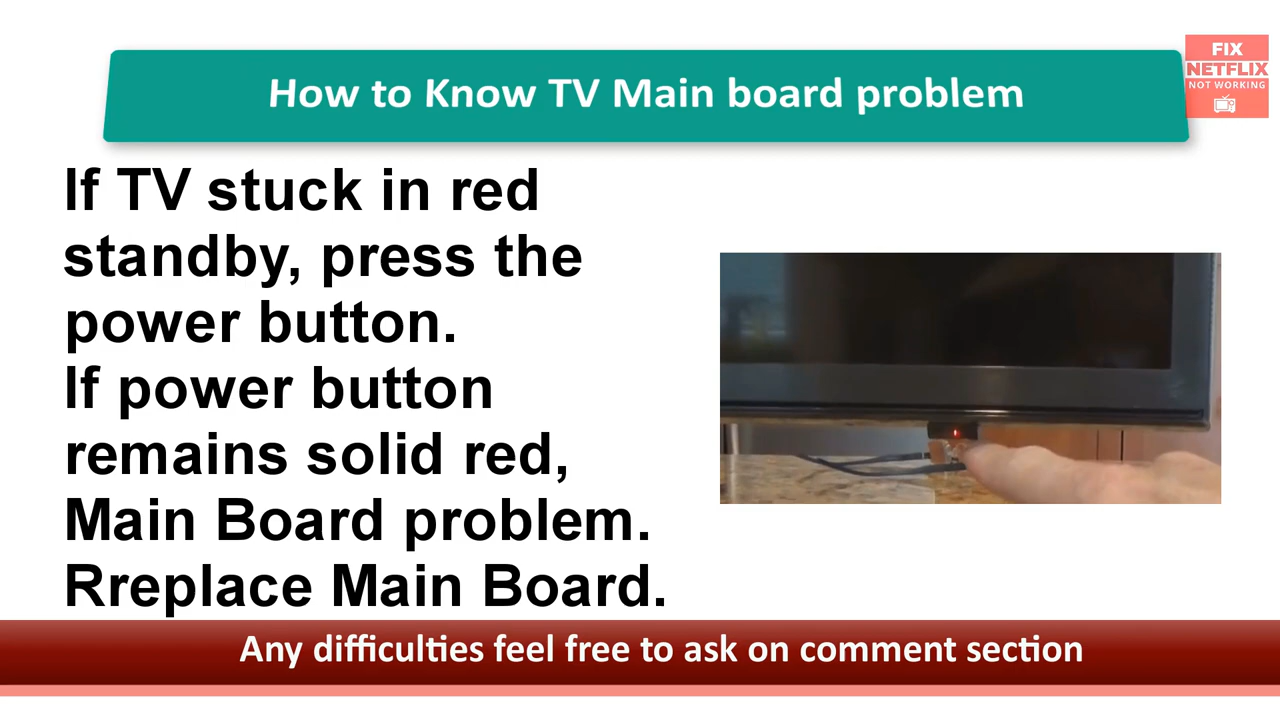 How to Know TV Main board problem
FIX
NETFLIX
NOT WORKING
If TV stuck in red
standby, press the
power button.
If power button
remains solid red,
Main Board problem.
Rreplace Main Board.
Any difficulties feel free to ask on comment section